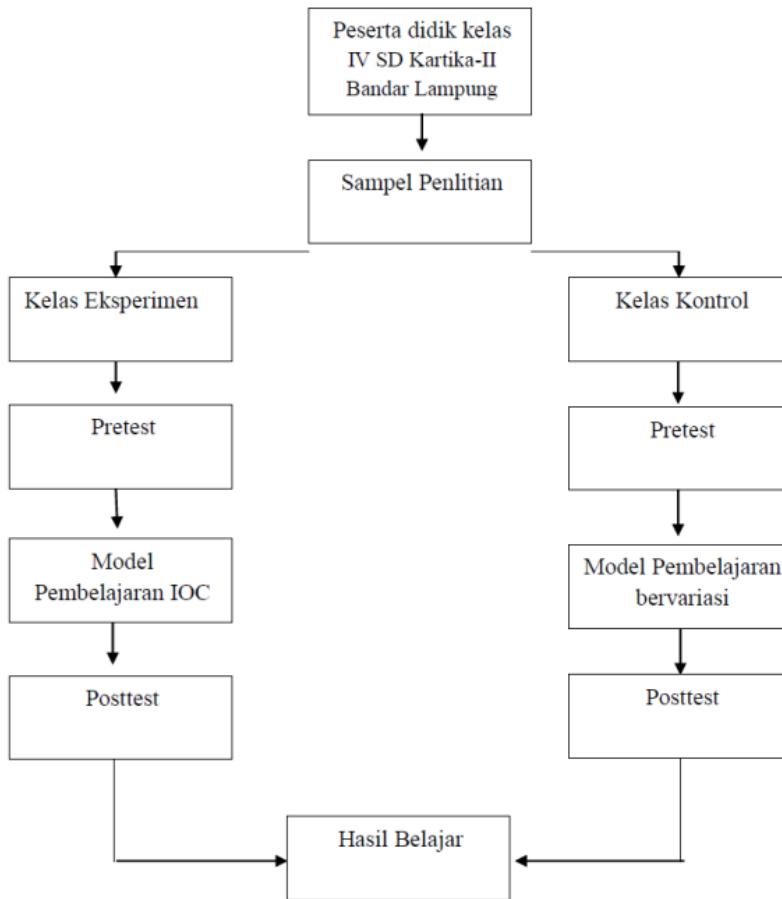 Peserta didik kelas
IV SD Kartika-II
Bandar Lampung
Sampel Penlitian
Kelas Eksperimen
Kelas Kontrol
Pretest
Pretest
Model
Pembelajaran IOC
Model Pembelajaran
bervariasi
Posttest
Posttest
Hasil Belajar